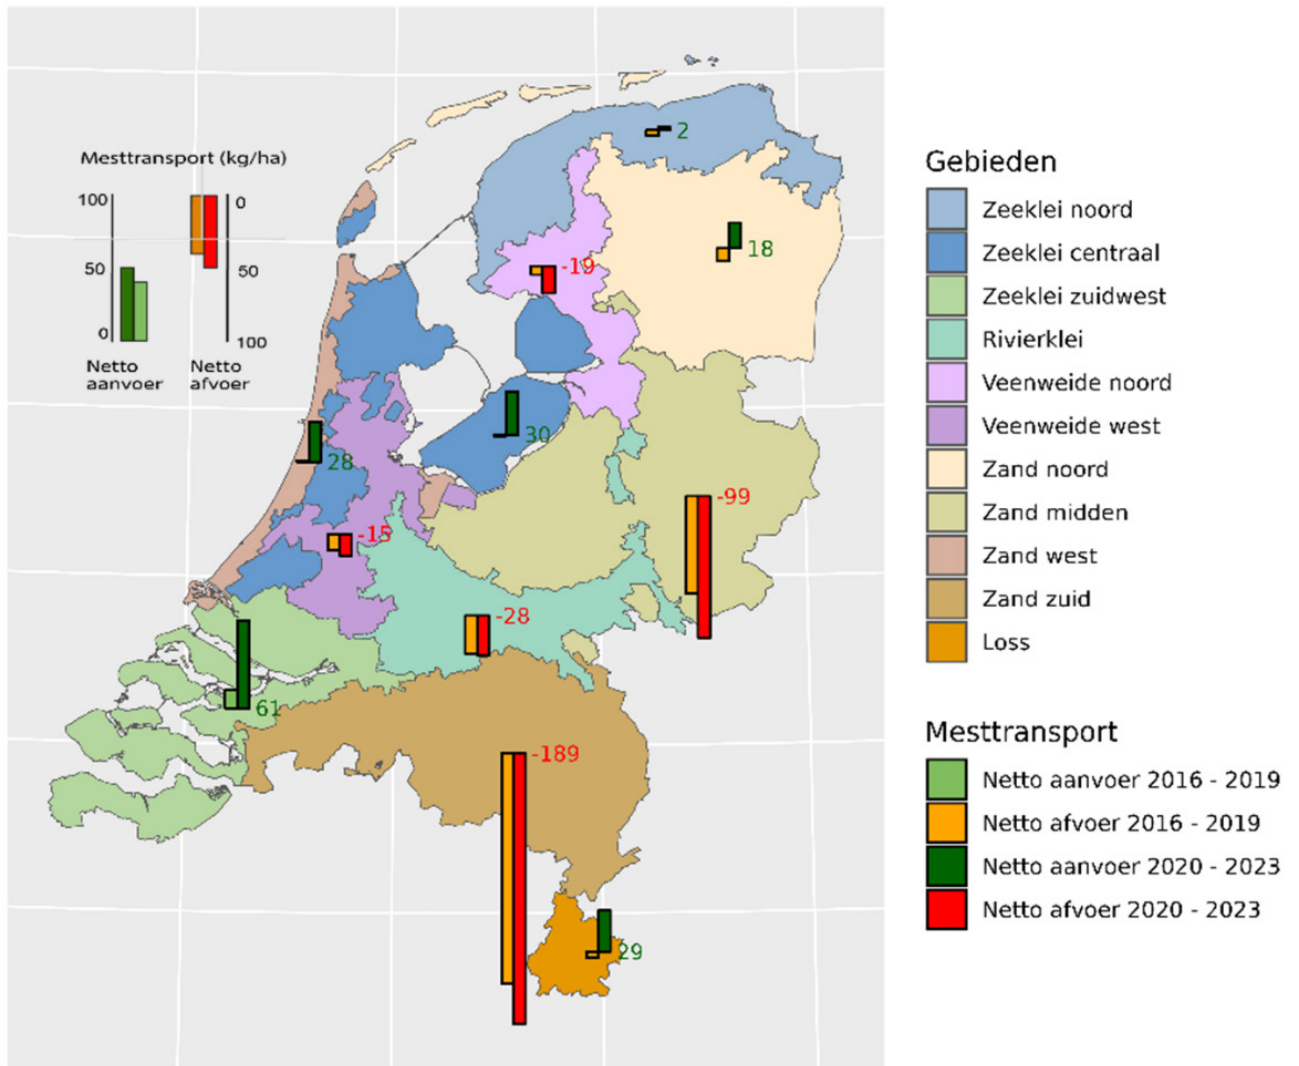 Mesttransport (kg/ha)
100
50
0
0
50
100
Netto
aanvoer
Netto
afvoer
2
18
-19
30
28
-15
-99
-28
61
-189
29
Gebieden
Zeeklei noord
Zeeklei centraal
Zeeklei zuidwest
Rivierklei
Veenweide noord
Veenweide west
Zand noord
Zand midden
Zand west
Zand zuid
Loss
Mesttransport
Netto aanvoer 2016 - 2019
Netto afvoer 2016 - 2019
Netto aanvoer 2020 - 2023
Netto afvoer 2020 - 2023